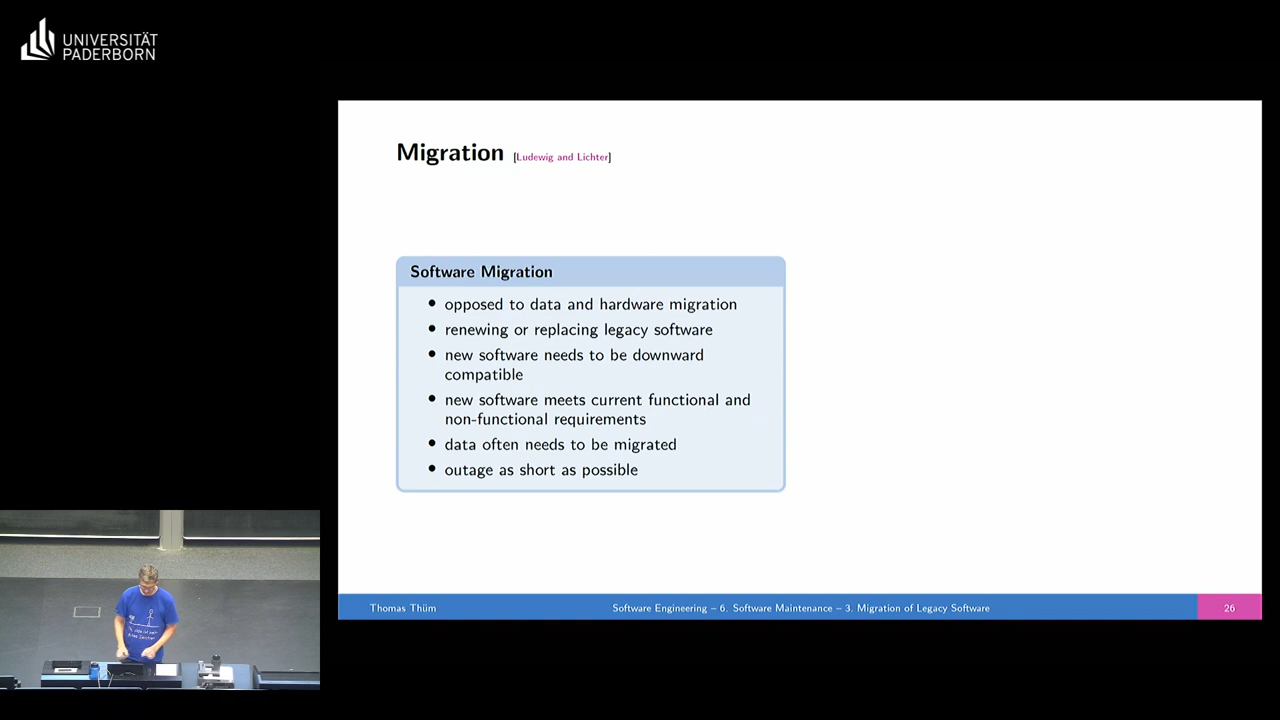 UNIVERSITÄT
PADERBORN
Migration [Ludewig and Lichter]
Software Migration
• opposed to data and hardware migration
• renewing or replacing legacy software
• new software needs to be downward
compatible
• new software meets current functional and
non-functional requirements
• data often needs to be migrated
• outage as short as possible
Thomas Thüm
Software Engineering – 6. Software Maintenance – 3. Migration of Legacy Software
26